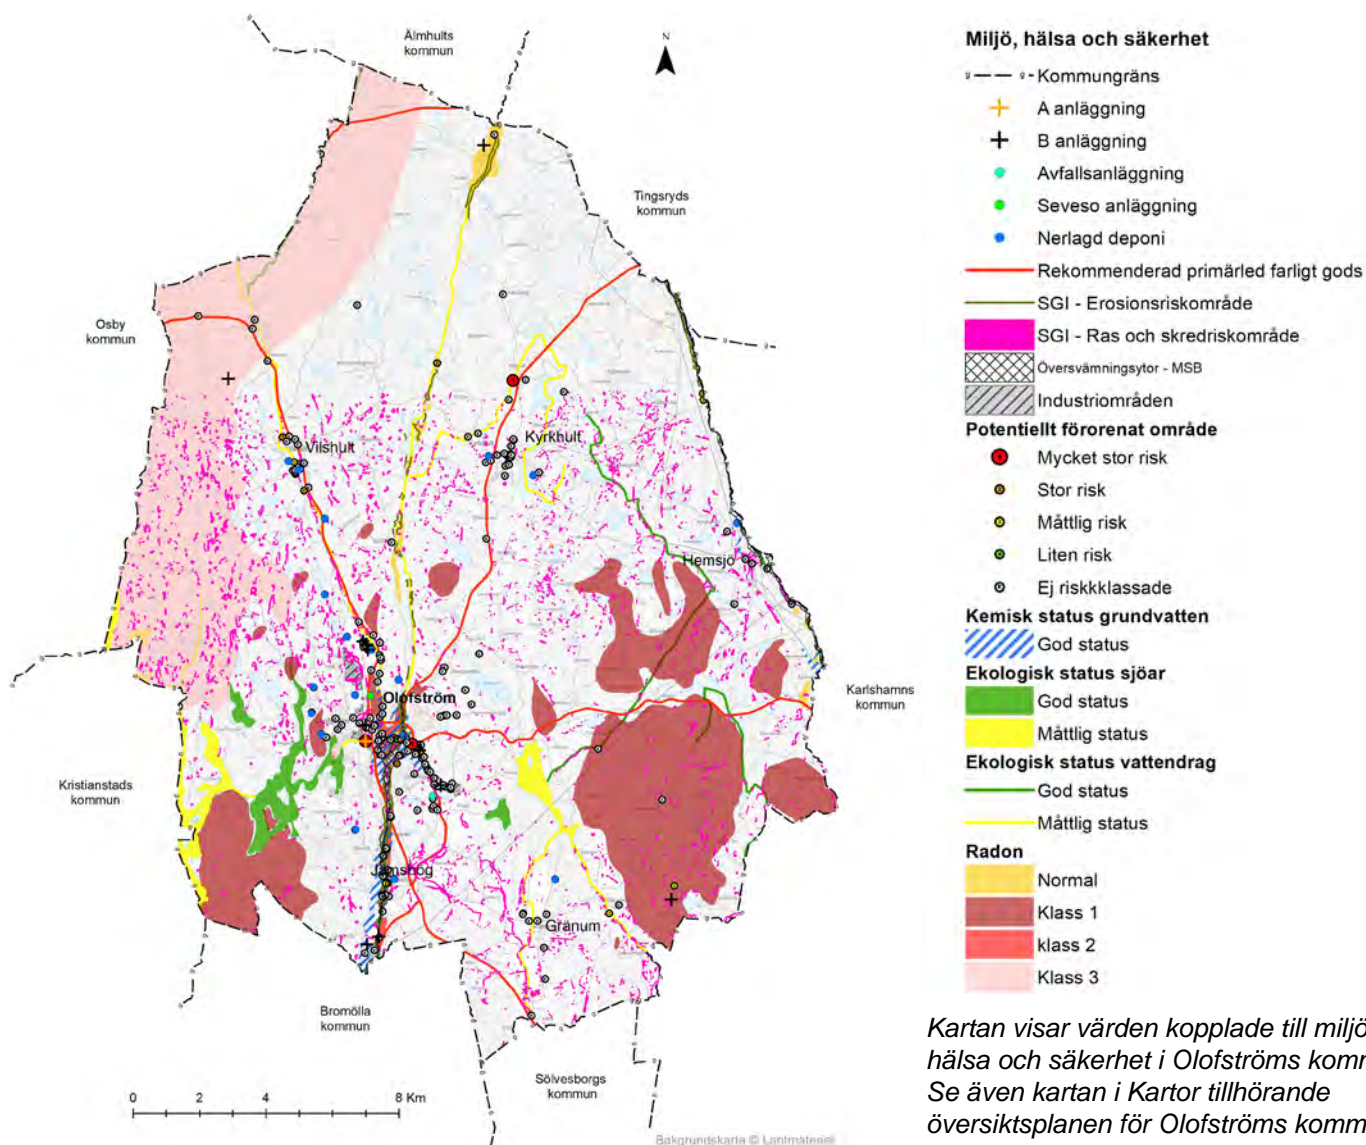 Älmhults
kommun
N
Tingsryds
kommun
Osby
kommun
Vilshult
Kyrkhult
Hemsjö
Olofström
Karlshamns
kommun
Kristianstads
kommun
Jämshög
Gränum
Bromölla
kommun
Sölvesborgs
kommun
0 4 8 Km
Bakgrundskarta © Lantmäteriet
Miljö, hälsa och säkerhet
Kommungräns
A anläggning
B anläggning
Avfallsanläggning
Seveso anläggning
Nerlagd deponi
Rekommenderad primärled farligt gods
SGI - Erosionsriskområde
SGI - Ras och skredriskområde
Översvämningsytor - MSB
Industriområden
Potentiellt förorenat område
Mycket stor risk
Stor risk
Måttlig risk
Liten risk
Ej riskkklassade
Kemisk status grundvatten
God status
Ekologisk status sjöar
God status
Måttlig status
Ekologisk status vattendrag
God status
Måttlig status
Radon
Normal
Klass 1
klass 2
Klass 3
Kartan visar värden kopplade till miljö
hälsa och säkerhet i Olofströms komm
Se även kartan i Kartor tillhörande
översiktsplanen för Olofströms komm